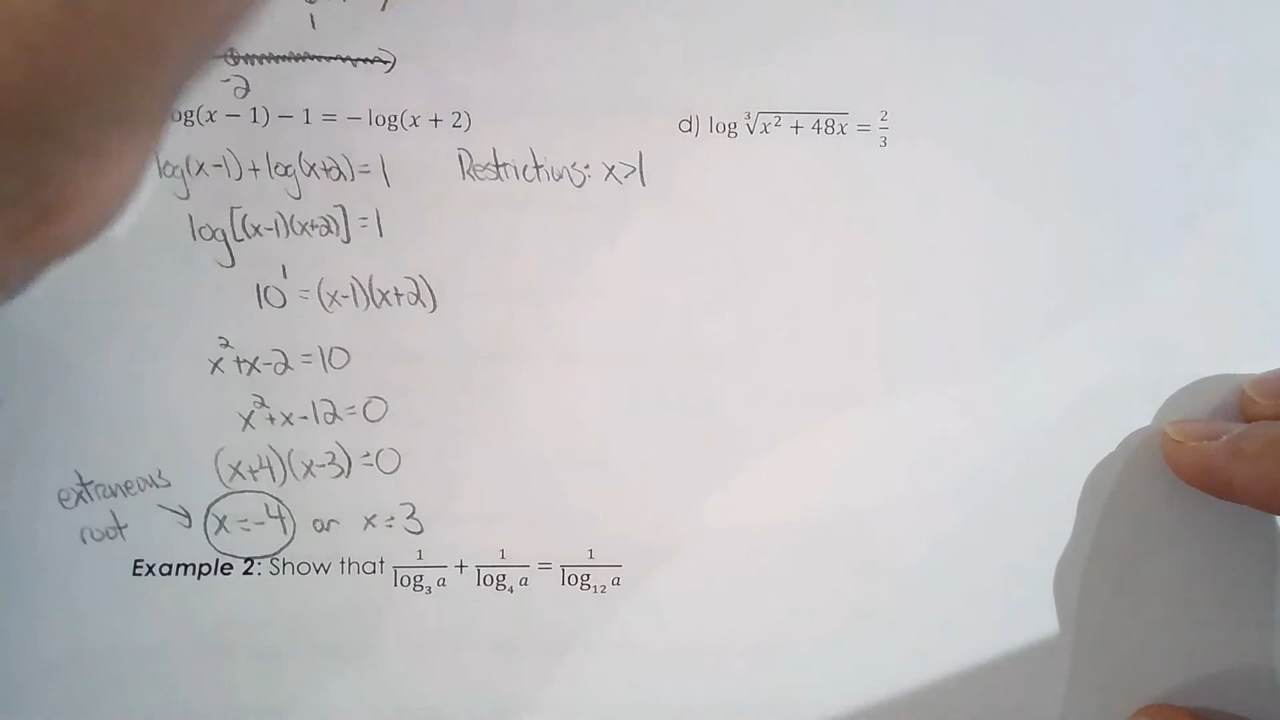 1
-2
og(x − 1) − 1 = − log(x + 2)
log(x-1)+log(x+2)=1
Restrictions: x>1
log[(x-1)(x+2)]=1
10¹=(x-1)(x+2)
x²+x-2=10
x²+x-12=0
(x+4)(x-3)=0
extraneous root → x=-4 or x=3
d) log ∛(x² + 48x) = 2/3
Example 2: Show that 1/log₃ a + 1/log₄ a = 1/log₁₂ a